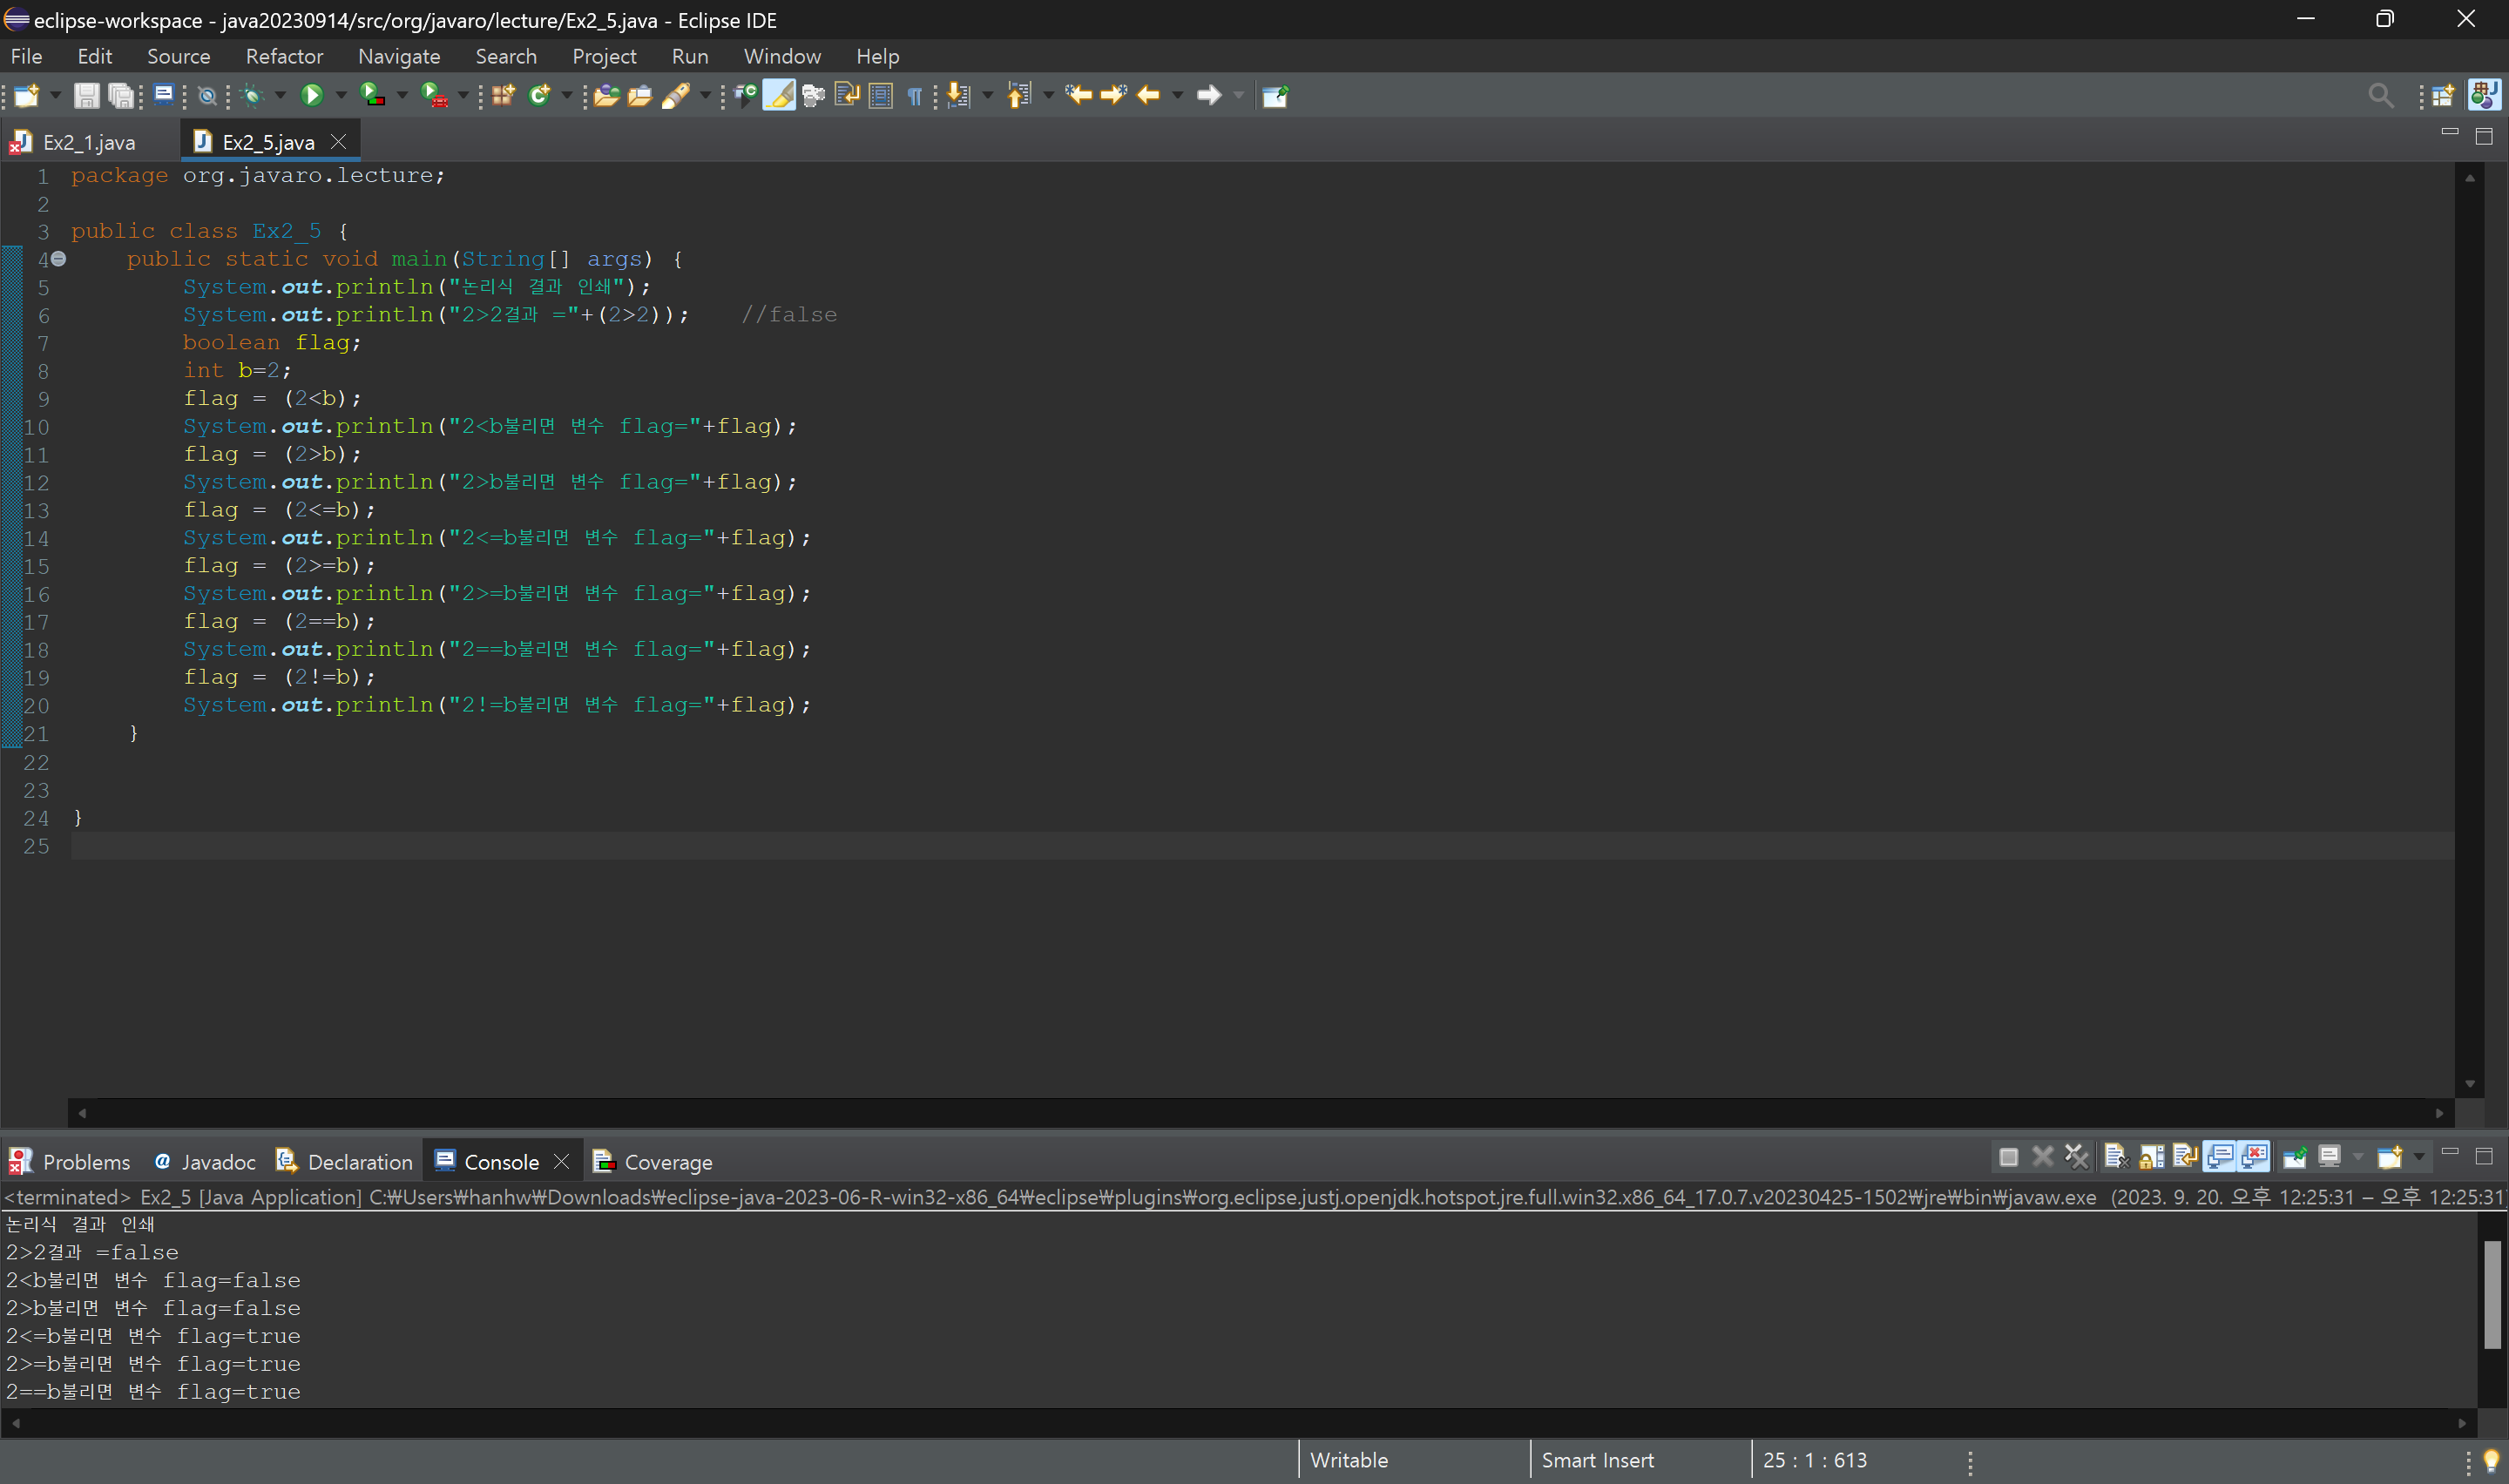 eclipse-workspace - java20230914/src/org/javaro/lecture/Ex2_5.java - Eclipse IDE
File Edit Source Refactor Navigate Search Project Run Window Help
Ex2_1.java Ex2_5.java
1 package org.javaro.lecture;
2
3 public class Ex2_5 {
4 public static void main(String[] args) {
5 System.out.println("논리식 결과 인쇄");
6 System.out.println("2>2결과 ="+(2>2)); //false
7 boolean flag;
8 int b=2;
9 flag = (2<b);
10 System.out.println("2<b불리면 변수 flag="+flag);
11 flag = (2>b);
12 System.out.println("2>b불리면 변수 flag="+flag);
13 flag = (2<=b);
14 System.out.println("2<=b불리면 변수 flag="+flag);
15 flag = (2>=b);
16 System.out.println("2>=b불리면 변수 flag="+flag);
17 flag = (2==b);
18 System.out.println("2==b불리면 변수 flag="+flag);
19 flag = (2!=b);
20 System.out.println("2!=b불리면 변수 flag="+flag);
21 }
22
23
24 }
25
Problems Javadoc Declaration Console Coverage
<terminated> Ex2_5 [Java Application] C:₩Users₩hanhw₩Downloads₩eclipse-java-2023-06-R-win32-x86_64₩eclipse₩plugins₩org.eclipse.justj.openjdk.hotspot.jre.full.win32.x86_64_17.0.7.v20230425-1502₩jre₩bin₩javaw.exe (2023. 9. 20. 오후 12:25:31 – 오후 12:25:31
논리식 결과 인쇄
2>2결과 =false
2<b불리면 변수 flag=false
2>b불리면 변수 flag=false
2<=b불리면 변수 flag=true
2>=b불리면 변수 flag=true
2==b불리면 변수 flag=true
Writable Smart Insert 25 : 1 : 613